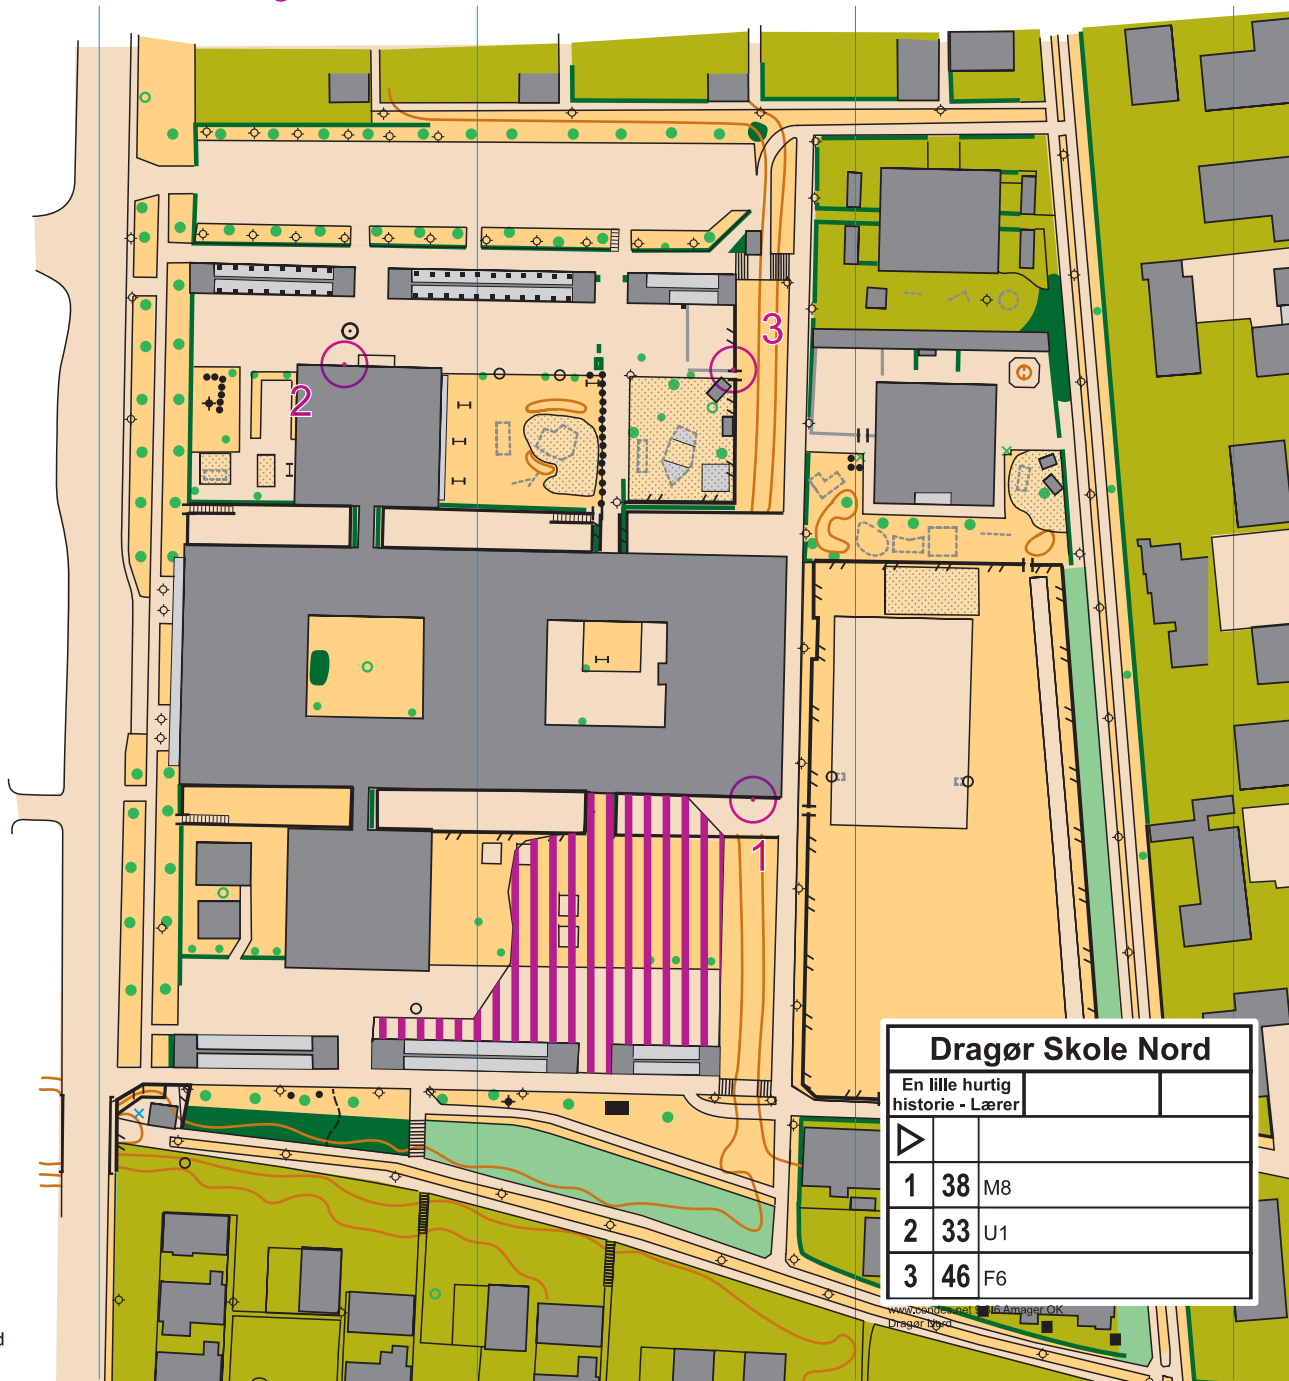 3
2
1
Dragør Skole Nord
En lille hurtig
historie - Lærer
1 38 M8
2 33 U1
3 46 F6
www.condes.net Amager OK
Dragør Nord
d